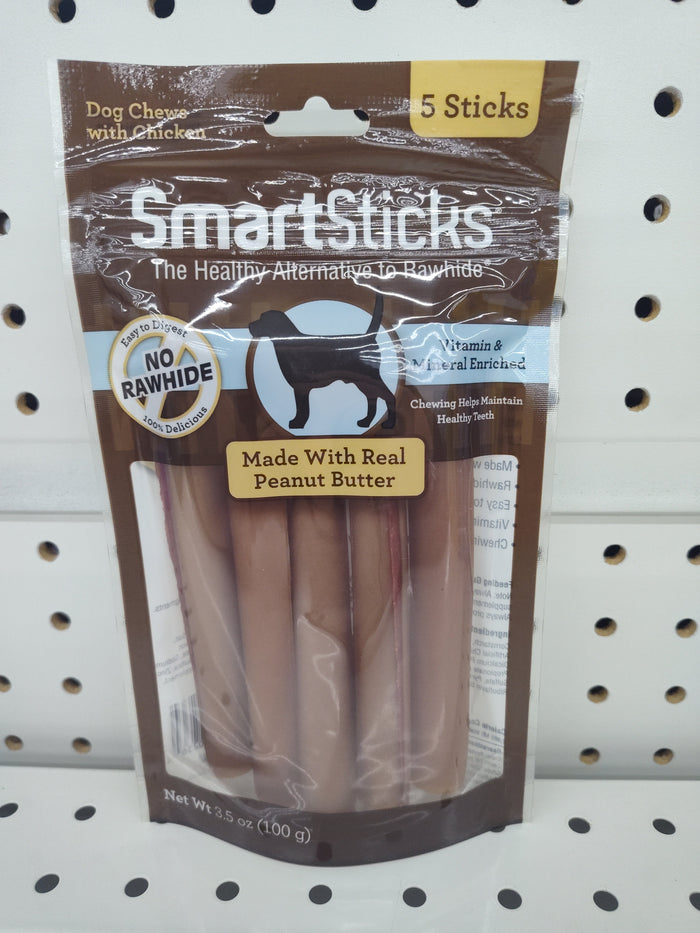 Dog Chews
with Chicken
5 Sticks
SmartSticks
The Healthy Alternative to Rawhide
Easy to Digest
NO
RAWHIDE
100% Delicious
Vitamin &
Mineral Enriched
Chewing Helps Maintain
Healthy Teeth
Made With Real
Peanut Butter
Net Wt 3.5 oz (100 g)